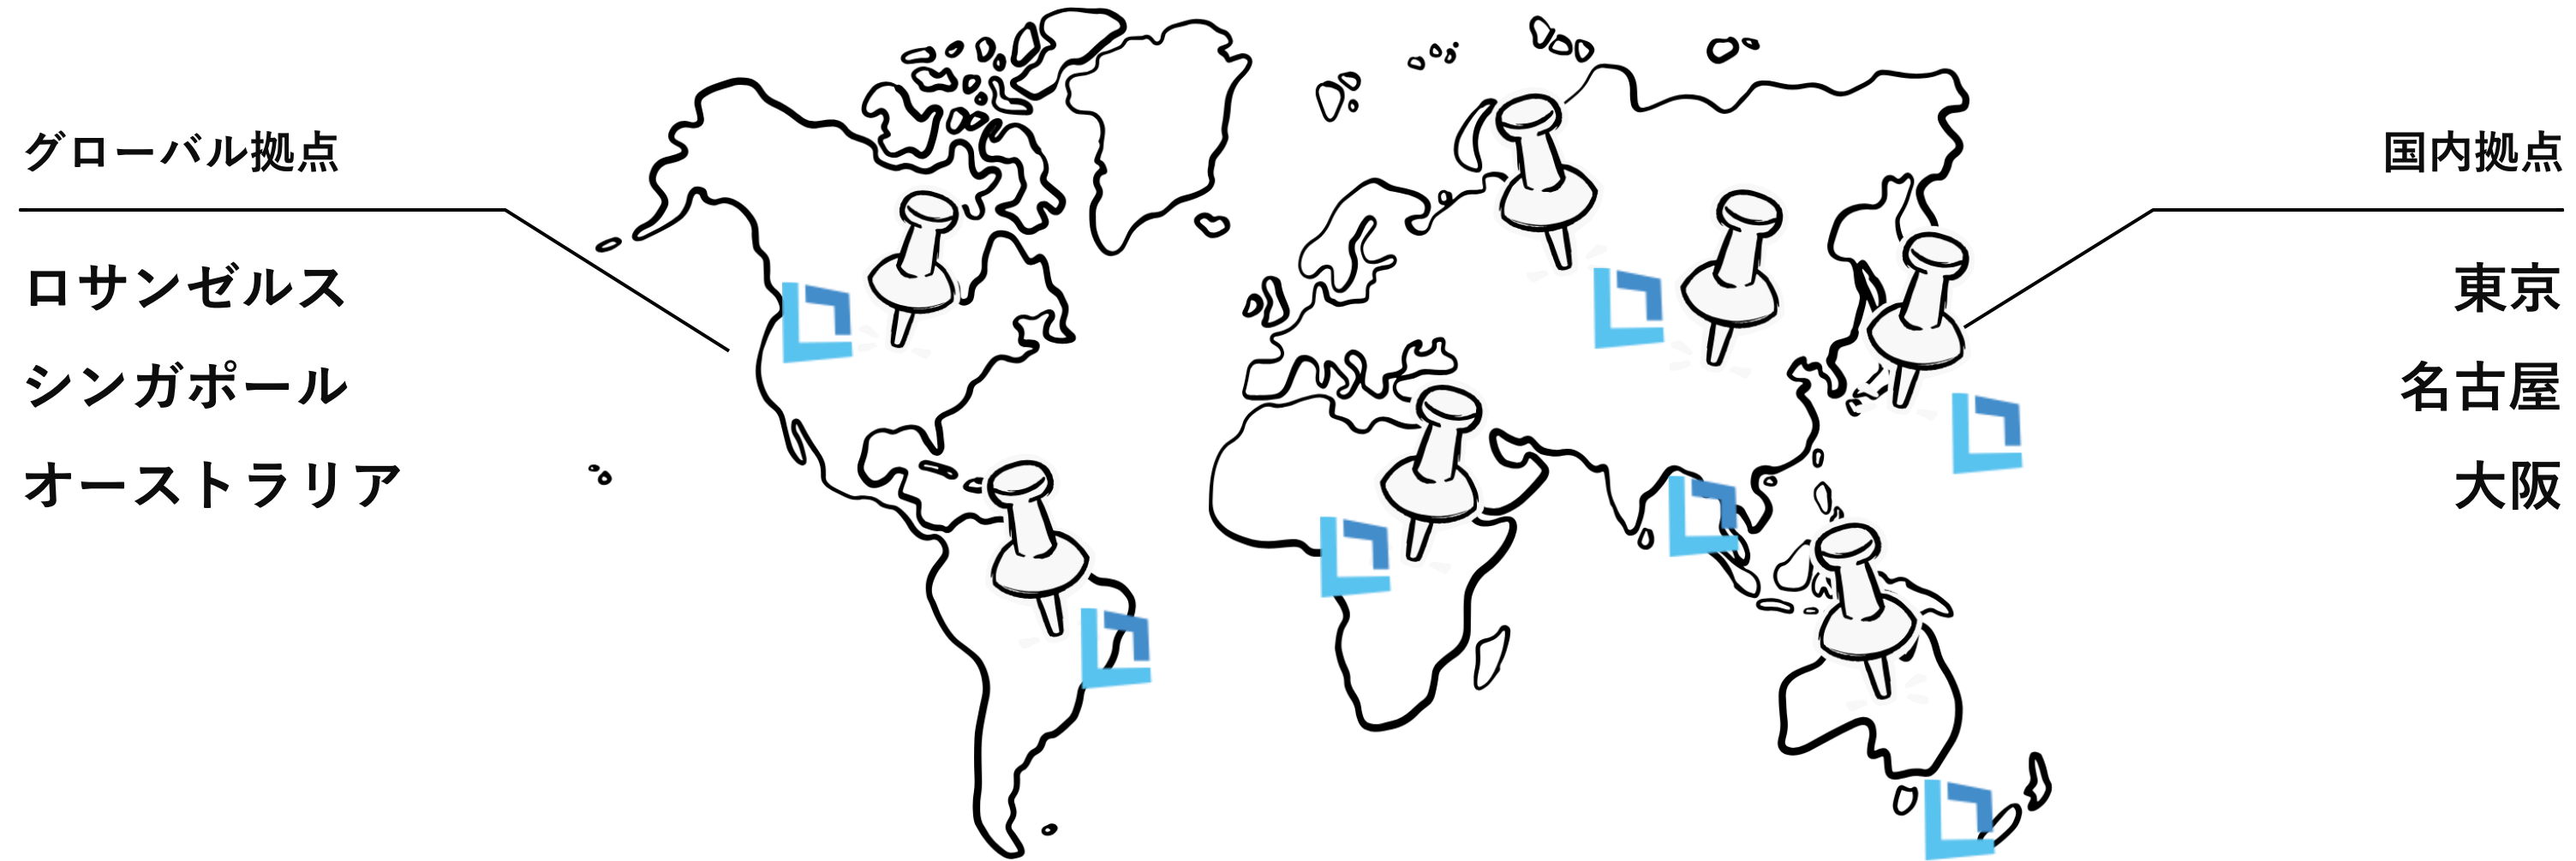 グローバル拠点
ロサンゼルス
シンガポール
オーストラリア
国内拠点
東京
名古屋
大阪